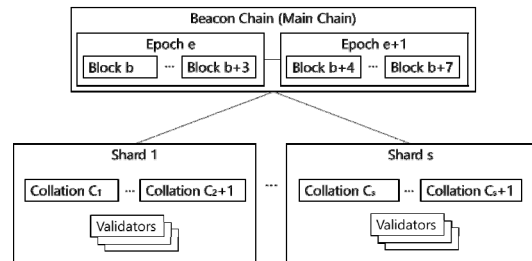 Beacon Chain (Main Chain)
Epoch e
Epoch e+1
Block b ... Block b+3
Block b+4 ... Block b+7
Shard 1
Shard s
Collation C₁ ... Collation C₂+1
...
Collation Cₛ ... Collation Cₛ+1
Validators
Validators